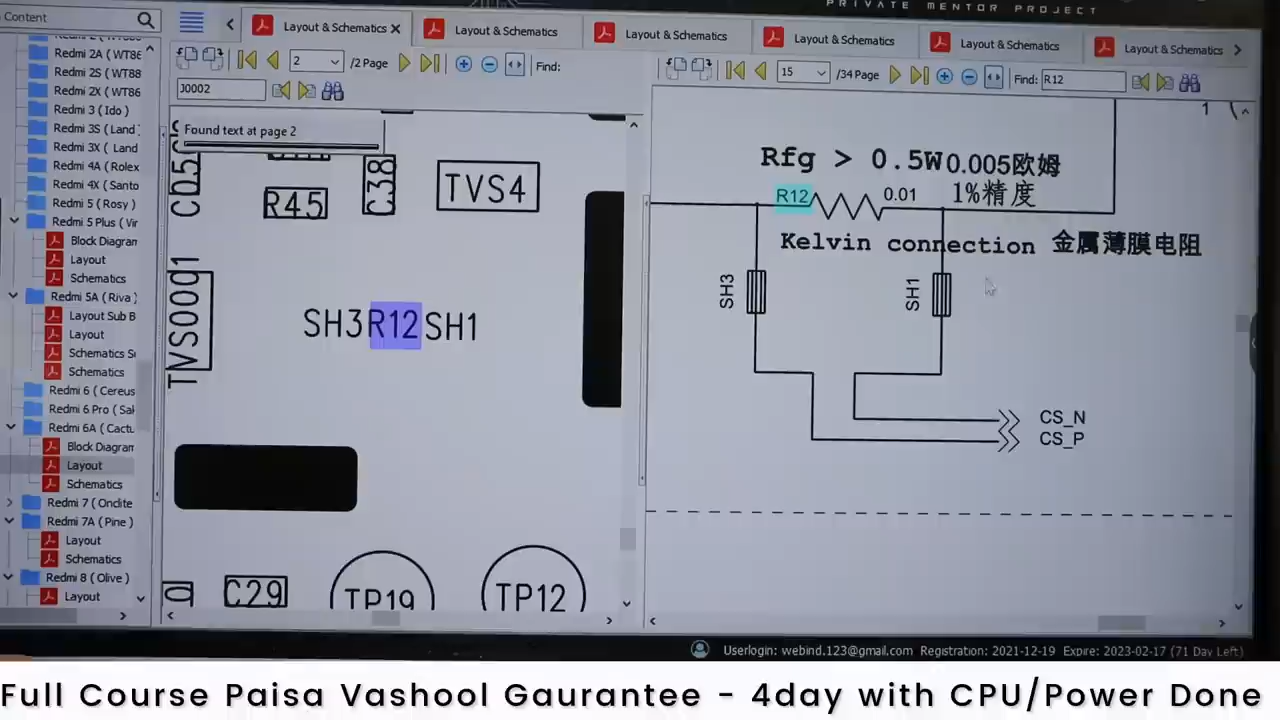 PRIVATE MENTOR PROJECT
Content
Layout & Schematics
Layout & Schematics
Layout & Schematics
Layout & Schematics
Layout & Schematics
Layout & Schematics
2
/2 Page
Find:
15
/34 Page
Find: R12
J0002
Found text at page 2
Redmi 2A ( WT86
Redmi 2S ( WT88
Redmi 2X ( WT86
Redmi 3 ( Ido )
Redmi 3S ( Land
Redmi 3X ( Land
Redmi 4A ( Rolex
Redmi 4X ( Santo
Redmi 5 ( Rosy )
Redmi 5 Plus ( Vir
Block Diagram
Layout
Schematics
Redmi 5A ( Riva )
Layout Sub B
Layout
Schematics Su
Schematics
Redmi 6 ( Cereus
Redmi 6 Pro ( Sak
Redmi 6A ( Cactu
Block Diagram
Layout
Schematics
Redmi 7 ( Onclite
Redmi 7A ( Pine )
Layout
Schematics
Redmi 8 ( Olive )
Layout
R45
C38
TVS4
TVS0001
SH3 R12 SH1
C29
TP19
TP12
1
Rfg > 0.5W 0.005欧姆
R12
0.01
1%精度
Kelvin connection 金属薄膜电阻
SH3
SH1
CS_N
CS_P
Userlogin: webind.123@gmail.com Registration: 2021-12-19 Expire: 2023-02-17 (71 Day Left)
Full Course Paisa Vashool Gaurantee - 4day with CPU/Power Done